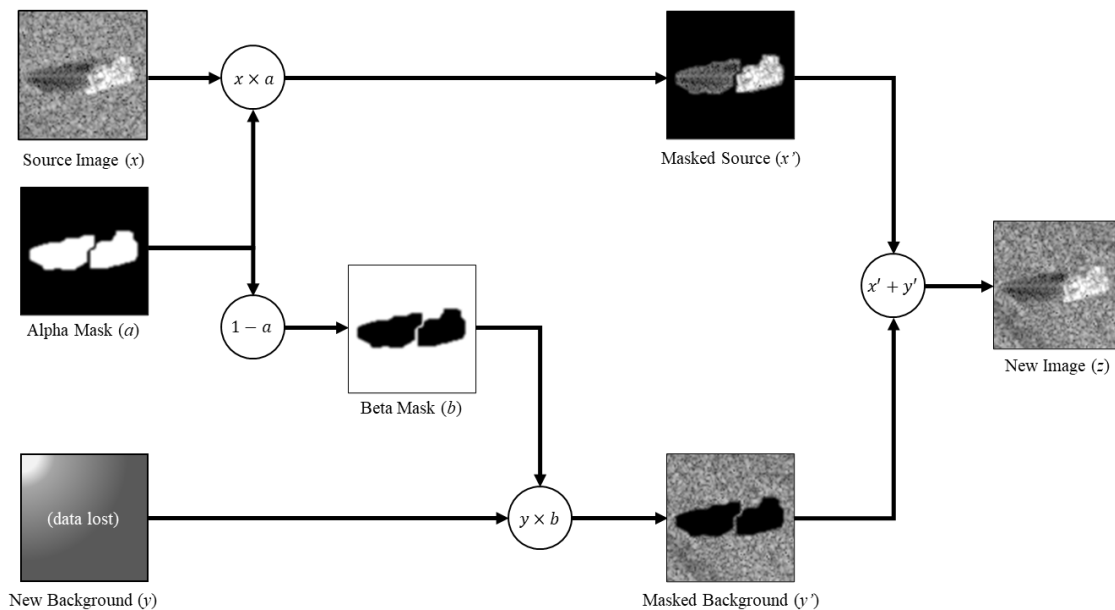 x × a
Source Image (x)
Masked Source (x')
Alpha Mask (a)
1 − a
x′ + y′
New Image (z)
Beta Mask (b)
(data lost)
y × b
New Background (y)
Masked Background (y')